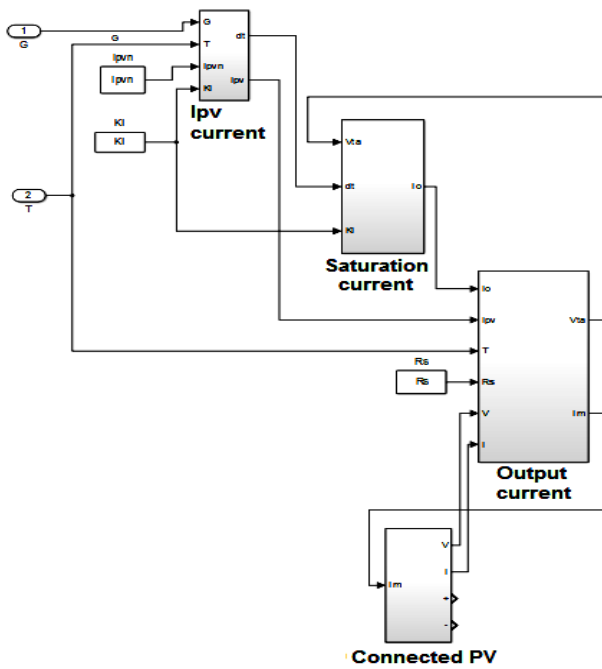 1
G
G
Ipvn
Ipvn
KI
KI
2
T
G
T
Ipvn
KI
dt
Ipv
Ipv
current
Vta
dt
KI
Io
Saturation
current
Io
Ipv
T
Rs
V
I
Vta
Im
Rs
Rs
Output
current
Im
V
I
+
-
Connected PV